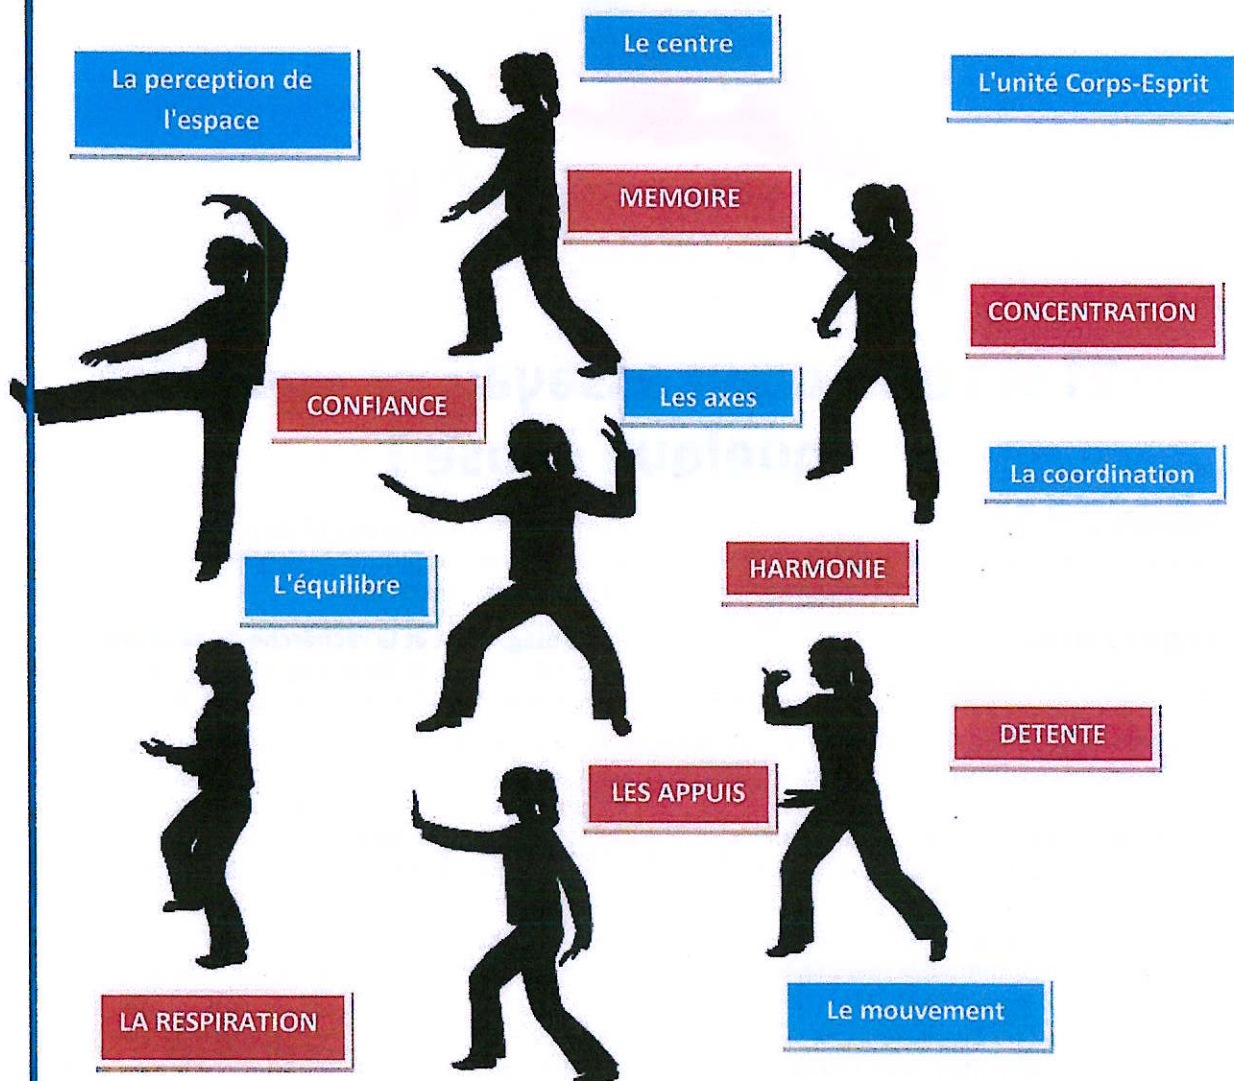 Le centre
La perception de
l'espace
L'unité Corps-Esprit
MEMOIRE
CONCENTRATION
CONFIANCE
Les axes
La coordination
L'équilibre
HARMONIE
DETENTE
LES APPUIS
LA RESPIRATION
Le mouvement